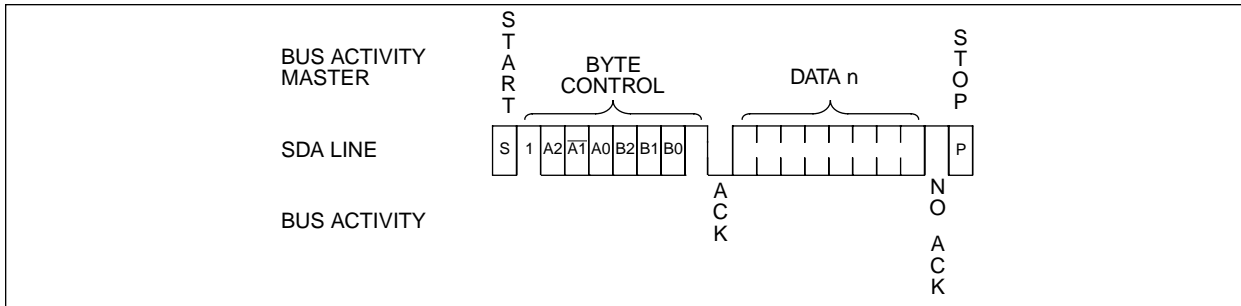 BUS ACTIVITY
MASTER
START
BYTE
CONTROL
DATA n
STOP
SDA LINE
S 1 A2 A̅1̅ A0 B2 B1 B0 P
BUS ACTIVITY
ACK
NO ACK